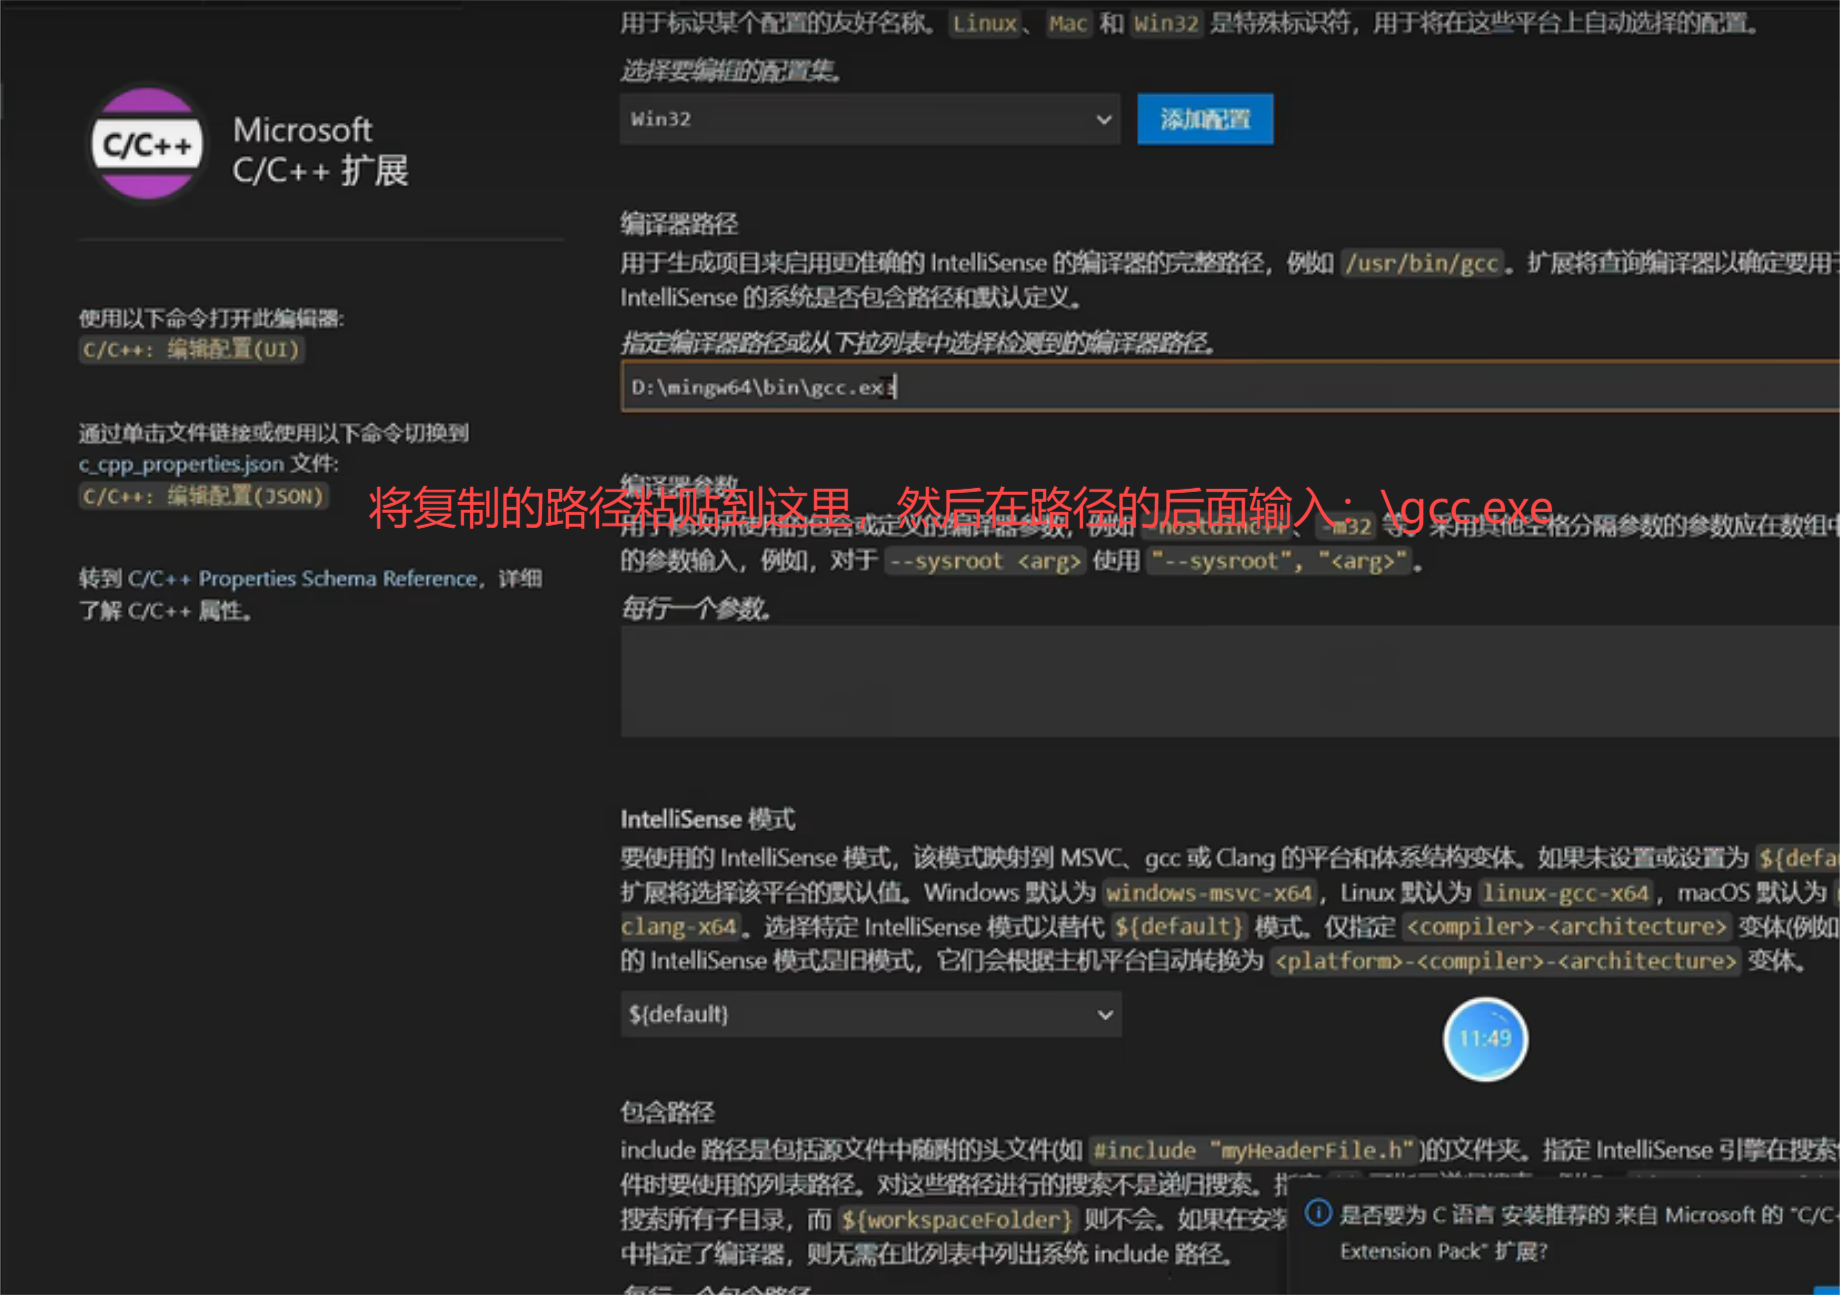 用于标识某个配置的友好名称。 Linux、 Mac 和 Win32 是特殊标识符，用于将在这些平台上自动选择的配置。
选择要编辑的配置集。
Win32
添加配置
C/C++
Microsoft
C/C++ 扩展
使用以下命令打开此编辑器:
C/C++: 编辑配置(UI)
通过单击文件链接或使用以下命令切换到
c_cpp_properties.json 文件:
C/C++: 编辑配置(JSON)
转到 C/C++ Properties Schema Reference，详细
了解 C/C++ 属性。
编译器路径
用于生成项目来启用更准确的 IntelliSense 的编译器的完整路径，例如 /usr/bin/gcc 。扩展将查询编译器以确定要用于
IntelliSense 的系统是否包含路径和默认定义。
指定编译器路径或从下拉列表中选择检测到的编译器路径。
D:\mingw64\bin\gcc.exe
编译器参数
将复制的路径粘贴到这里，然后在路径的后面输入：\gcc.exe
用于修改所使用的包含或定义的编译器参数，例如 -nostdinc++、 -m32 等。采用其他空格分隔参数的参数应在数组中
的参数输入，例如，对于 --sysroot <arg> 使用 "--sysroot", "<arg>"。
每行一个参数。
IntelliSense 模式
要使用的 IntelliSense 模式，该模式映射到 MSVC、gcc 或 Clang 的平台和体系结构变体。如果未设置或设置为 ${defa
扩展将选择该平台的默认值。Windows 默认为 windows-msvc-x64，Linux 默认为 linux-gcc-x64，macOS 默认为
clang-x64。选择特定 IntelliSense 模式以替代 ${default} 模式。仅指定 <compiler>-<architecture> 变体(例如
的 IntelliSense 模式是旧模式，它们会根据主机平台自动转换为 <platform>-<compiler>-<architecture> 变体。
${default}
11:49
包含路径
include 路径是包括源文件中随附的头文件(如 #include "myHeaderFile.h")的文件夹。指定 IntelliSense 引擎在搜索
件时要使用的列表路径。对这些路径进行的搜索不是递归搜索。指
搜索所有子目录，而 ${workspaceFolder} 则不会。如果在安装
中指定了编译器，则无需在此列表中列出系统 include 路径。
每行一个包含路径
是否要为 C 语言 安装推荐的 来自 Microsoft 的 "C/C+
Extension Pack" 扩展?